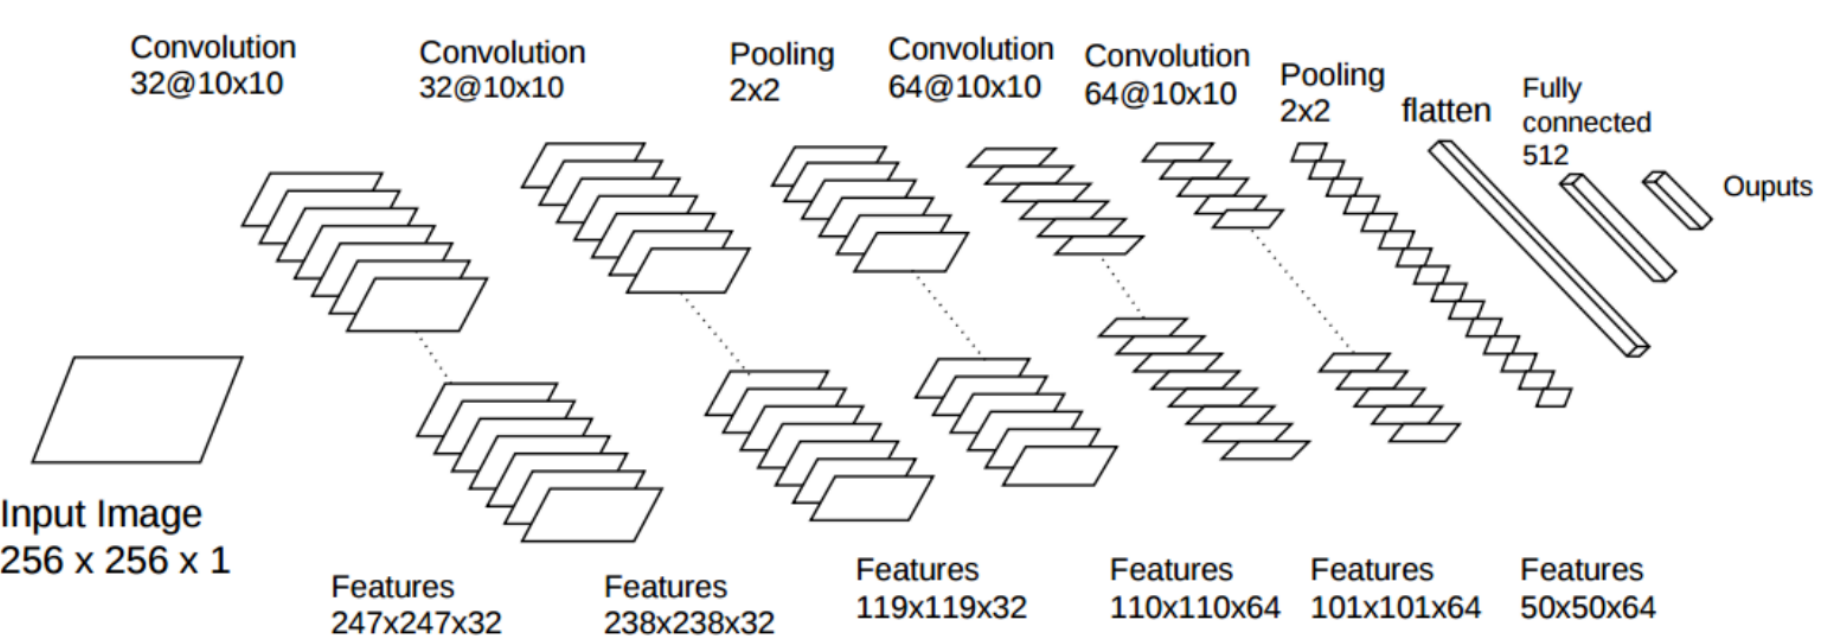 Convolution
32@10x10
Convolution
32@10x10
Pooling
2x2
Convolution
64@10x10
Convolution
64@10x10
Pooling
2x2
flatten
Fully
connected
512
Ouputs
Input Image
256 x 256 x 1
Features
247x247x32
Features
238x238x32
Features
119x119x32
Features
110x110x64
Features
101x101x64
Features
50x50x64